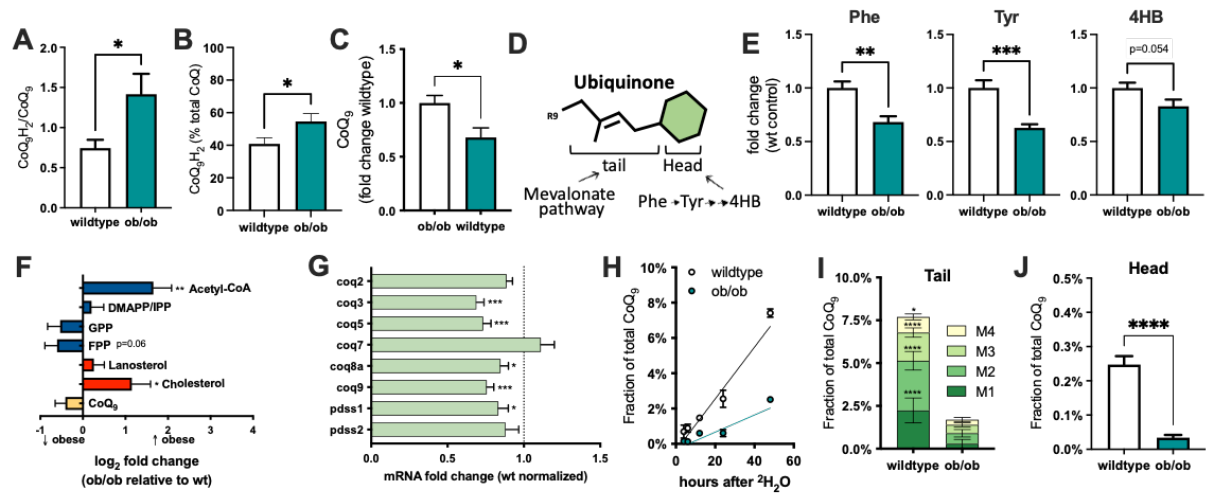 A
CoQ9H2/CoQ9
2.0
1.5
1.0
0.5
0.0
*
wildtype ob/ob
B
CoQ9H2 (% total CoQ)
100
80
60
40
20
0
*
wildtype ob/ob
C
CoQ9
(fold change wildtype)
1.5
1.0
0.5
0.0
*
ob/ob wildtype
D
Ubiquinone
R9
tail
Head
Mevalonate
pathway
Phe Tyr 4HB
E
fold change
(wt control)
Phe
1.5
1.0
0.5
0.0
**
wildtype ob/ob
Tyr
1.5
1.0
0.5
0.0
***
wildtype ob/ob
4HB
1.5
1.0
0.5
0.0
p=0.054
wildtype ob/ob
F
** Acetyl-CoA
DMAPP/IPP
GPP
FPP p=0.06
Lanosterol
* Cholesterol
CoQ9
-1 0 1 2 3 4
↓ obese ↑ obese
log2 fold change
(ob/ob relative to wt)
G
coq2
coq3 ***
coq5 ***
coq7
coq8a *
coq9 ***
pdss1 *
pdss2
0.0 0.5 1.0 1.5
mRNA fold change (wt normalized)
H
Fraction of total CoQ9
10%
8%
6%
4%
2%
0%
wildtype
ob/ob
0 20 40 60
hours after 2H2O
I
Tail
Fraction of total CoQ9
10.0%
7.5%
5.0%
2.5%
0.0%
*
****
****
****
M4
M3
M2
M1
wildtype ob/ob
J
Head
Fraction of total CoQ9
0.5%
0.4%
0.3%
0.2%
0.1%
0.0%
****
wildtype ob/ob